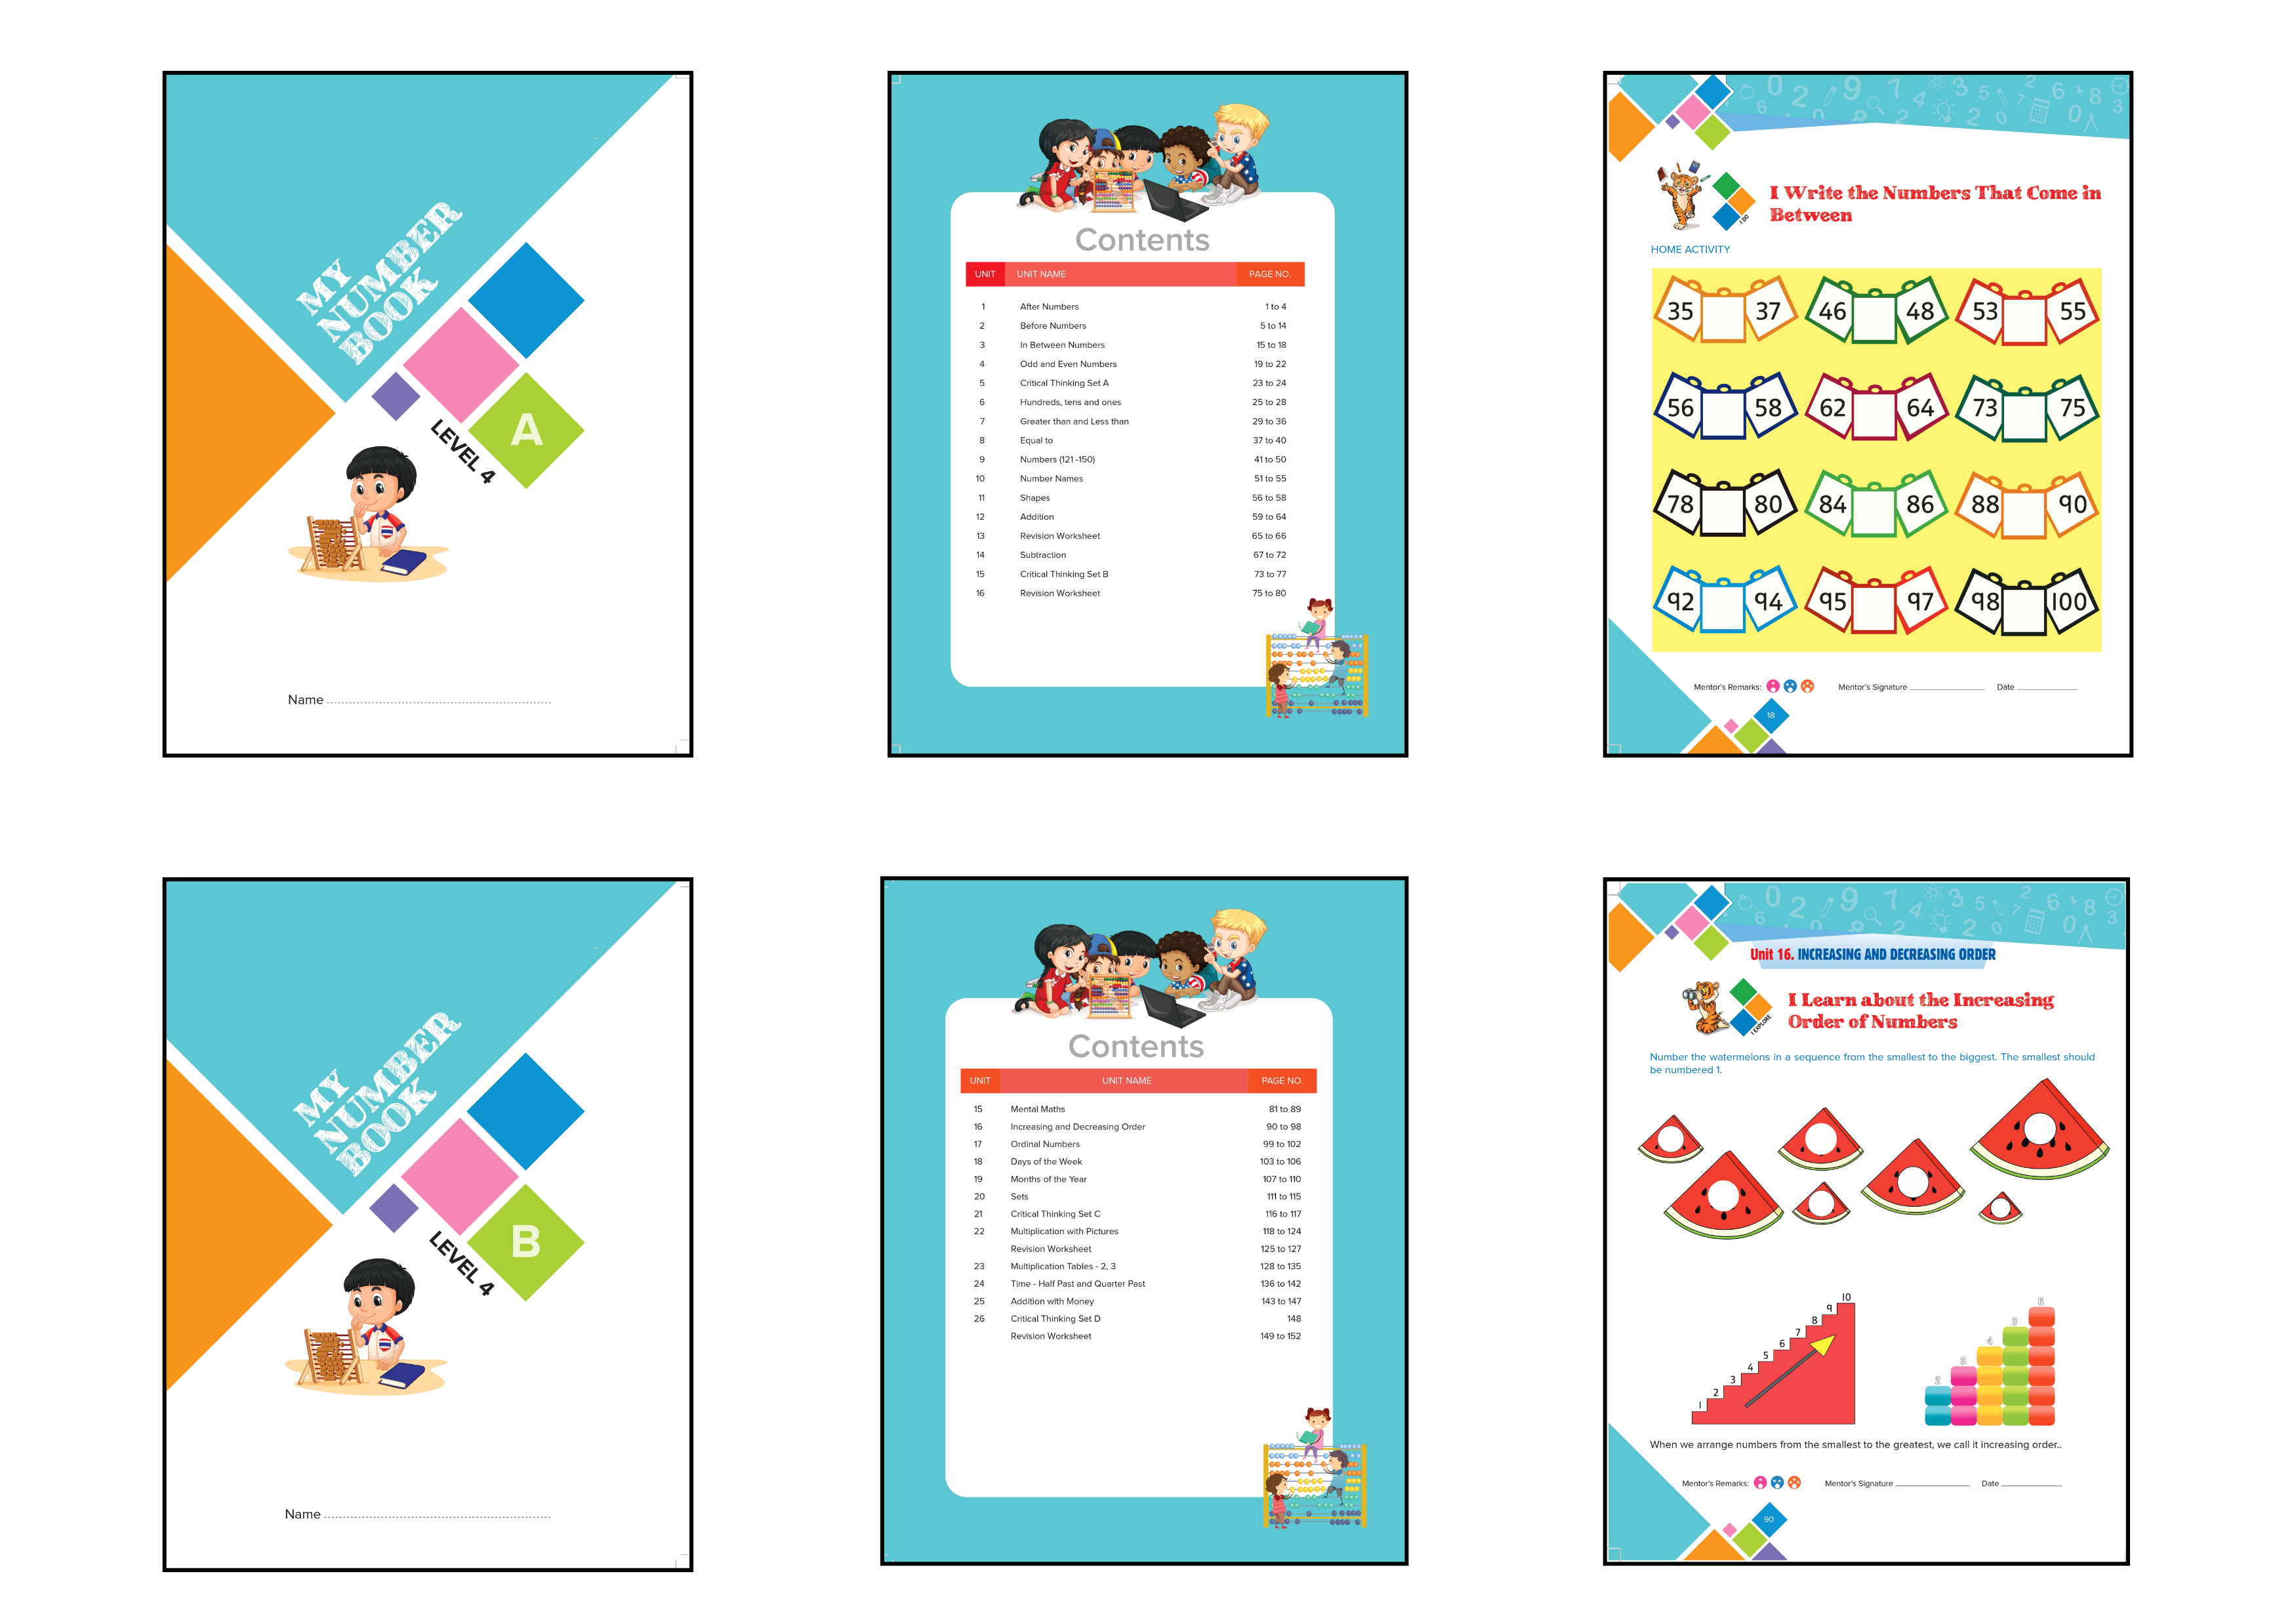 MY
NUMBER
BOOK
A
LEVEL 4
Name
Contents
UNIT UNIT NAME PAGE NO.
1 After Numbers 1 to 4
2 Before Numbers 5 to 14
3 In Between Numbers 15 to 18
4 Odd and Even Numbers 19 to 22
5 Critical Thinking Set A 23 to 24
6 Hundreds, tens and ones 25 to 28
7 Greater than and Less than 29 to 36
8 Equal to 37 to 40
9 Numbers (121 -150) 41 to 50
10 Number Names 51 to 55
11 Shapes 56 to 58
12 Addition 59 to 64
13 Revision Worksheet 65 to 66
14 Subtraction 67 to 72
15 Critical Thinking Set B 73 to 77
16 Revision Worksheet 75 to 80
I DO
I Write the Numbers That Come in
Between
HOME ACTIVITY
35 37 46 48 53 55
56 58 62 64 73 75
78 80 84 86 88 90
92 94 95 97 98 100
Mentor's Remarks: Mentor's Signature Date
18
MY
NUMBER
BOOK
B
LEVEL 4
Name
Contents
UNIT UNIT NAME PAGE NO.
15 Mental Maths 81 to 89
16 Increasing and Decreasing Order 90 to 98
17 Ordinal Numbers 99 to 102
18 Days of the Week 103 to 106
19 Months of the Year 107 to 110
20 Sets 111 to 115
21 Critical Thinking Set C 116 to 117
22 Multiplication with Pictures 118 to 124
Revision Worksheet 125 to 127
23 Multiplication Tables - 2, 3 128 to 135
24 Time - Half Past and Quarter Past 136 to 142
25 Addition with Money 143 to 147
26 Critical Thinking Set D 148
Revision Worksheet 149 to 152
Unit 16. INCREASING AND DECREASING ORDER
I EXPLORE
I Learn about the Increasing
Order of Numbers
Number the watermelons in a sequence from the smallest to the biggest. The smallest should
be numbered 1.
1 2 3 4 5 6 7 8 9 10
2 3 4 5 6
When we arrange numbers from the smallest to the greatest, we call it increasing order..
Mentor's Remarks: Mentor's Signature Date
90